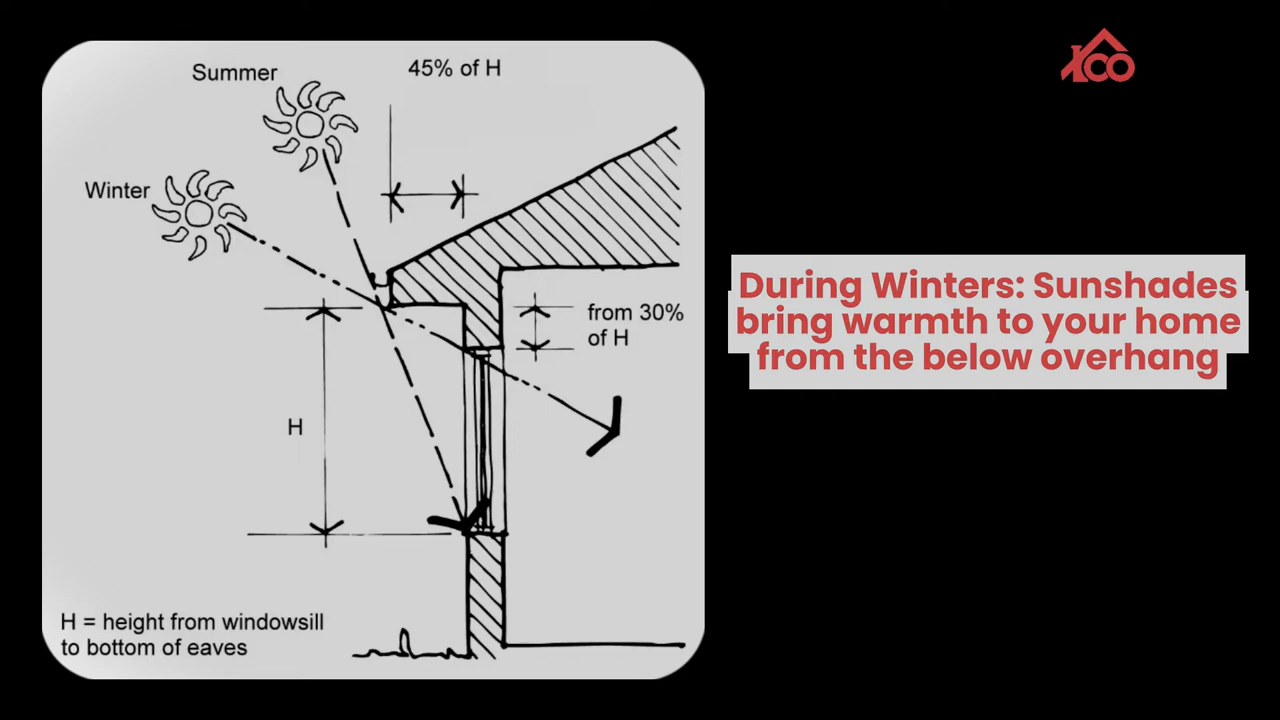 Summer
45% of H
Winter
from 30%
of H
H
H = height from windowsill
to bottom of eaves
XCO
During Winters: Sunshades
bring warmth to your home
from the below overhang